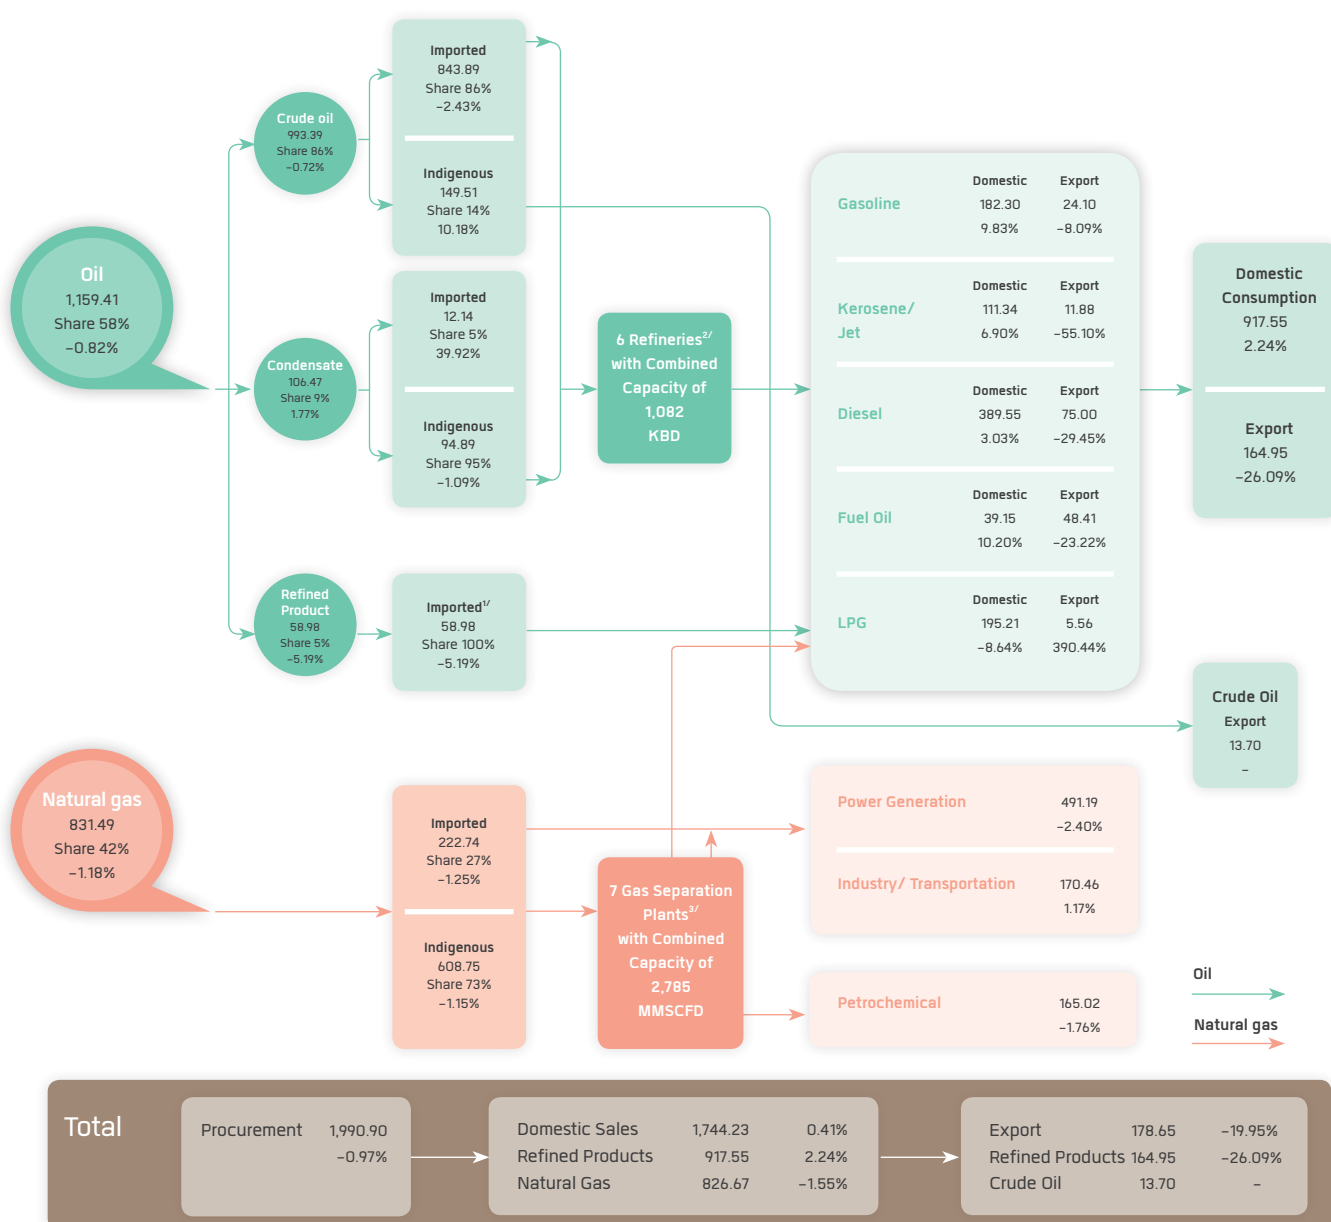 Oil
1,159.41
Share 58%
-0.82%
Crude oil
993.39
Share 86%
-0.72%
Imported
843.89
Share 86%
-2.43%
Indigenous
149.51
Share 14%
10.18%
Condensate
106.47
Share 9%
1.77%
Imported
12.14
Share 5%
39.92%
Indigenous
94.89
Share 95%
-1.09%
Refined
Product
58.98
Share 5%
-5.19%
Imported1/
58.98
Share 100%
-5.19%
6 Refineries2/
with Combined
Capacity of
1,082
KBD
Domestic Export
Gasoline 182.30 24.10
9.83% -8.09%
Domestic Export
Kerosene/ 111.34 11.88
Jet 6.90% -55.10%
Domestic Export
Diesel 389.55 75.00
3.03% -29.45%
Domestic Export
Fuel Oil 39.15 48.41
10.20% -23.22%
Domestic Export
LPG 195.21 5.56
-8.64% 390.44%
Domestic
Consumption
917.55
2.24%
Export
164.95
-26.09%
Crude Oil
Export
13.70
-
Natural gas
831.49
Share 42%
-1.18%
Imported
222.74
Share 27%
-1.25%
Indigenous
608.75
Share 73%
-1.15%
7 Gas Separation
Plants3/
with Combined
Capacity of
2,785
MMSCFD
Power Generation 491.19
-2.40%
Industry/ Transportation 170.46
1.17%
Petrochemical 165.02
-1.76%
Oil
Natural gas
Total
Procurement 1,990.90
-0.97%
Domestic Sales 1,744.23 0.41%
Refined Products 917.55 2.24%
Natural Gas 826.67 -1.55%
Export 178.65 -19.95%
Refined Products 164.95 -26.09%
Crude Oil 13.70 -